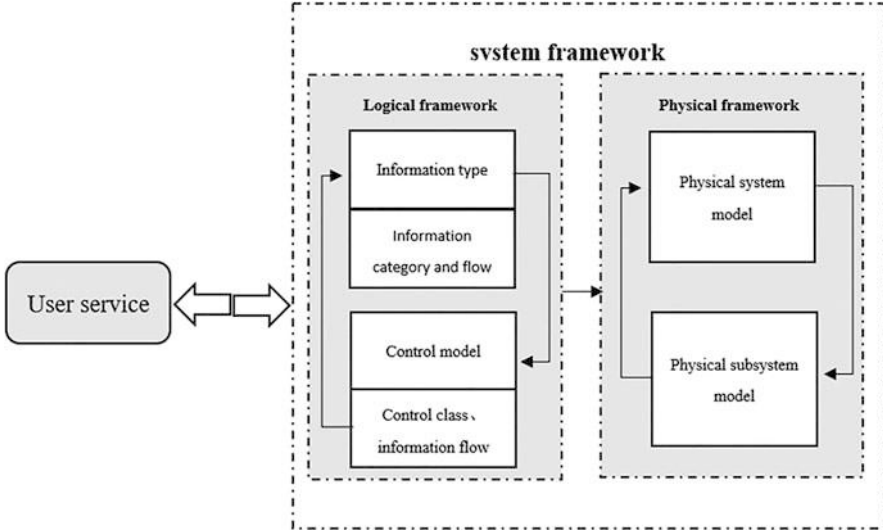 svstem framework
Logical framework
Physical framework
Information type
Information
category and flow
Control model
Control class、
information flow
Physical system
model
Physical subsystem
model
User service